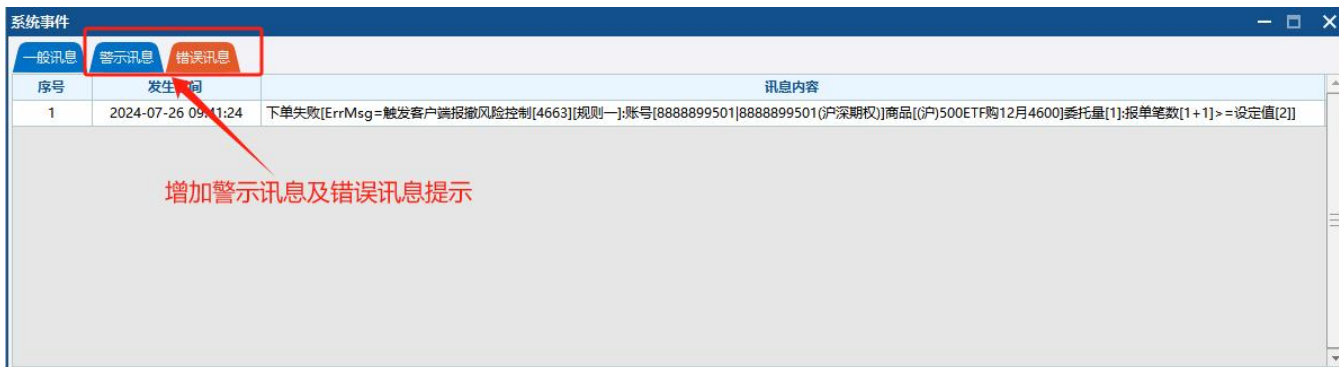 系统事件
一般讯息 警示讯息 错误讯息
序号 发生时间 讯息内容
1 2024-07-26 09:41:24 下单失败[ErrMsg=触发客户端报撤风险控制[4663][规则一]:账号[8888899501|8888899501(沪深期权)]商品[(沪)500ETF购12月4600]委托量[1]:报单笔数[1+1]>=设定值[2]]
增加警示讯息及错误讯息提示